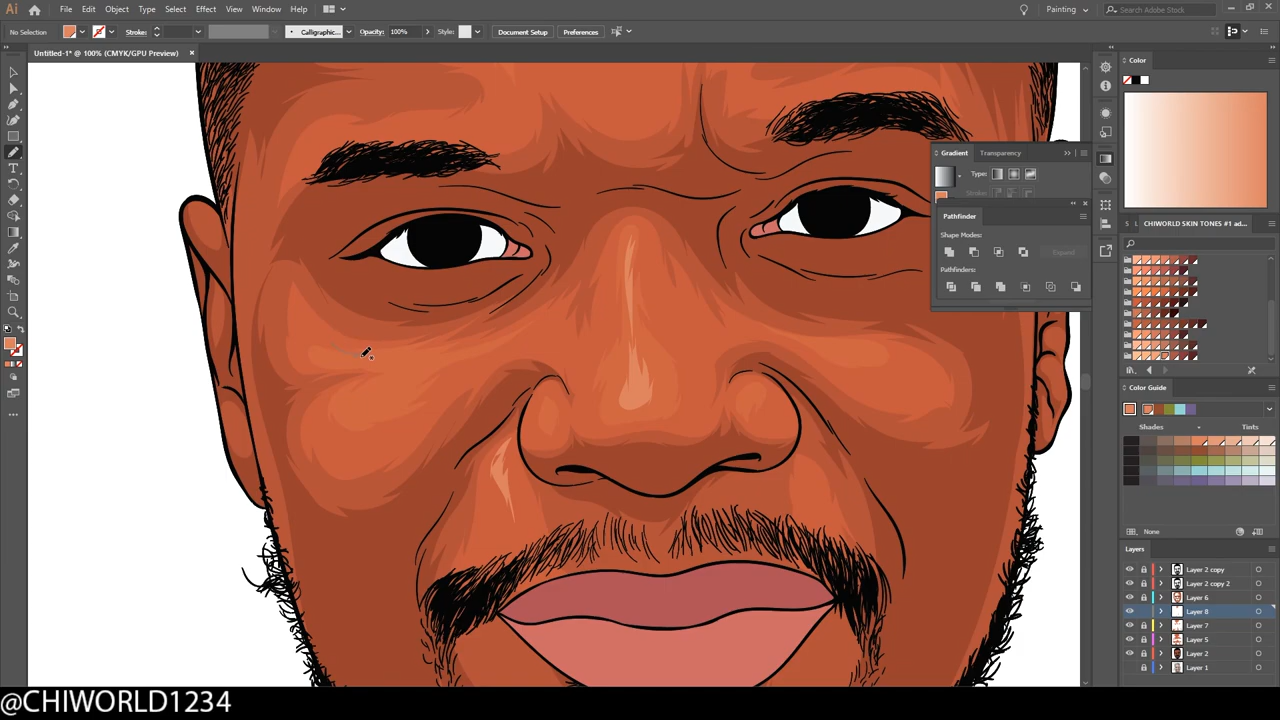 Ai File Edit Object Type Select Effect View Window Help Painting Search Adobe Stock
No Selection Stroke: Calligraphic... Opacity: 100% Style: Document Setup Preferences
Untitled-1* @ 100% (CMYK/GPU Preview)
Color
Gradient Transparency
Type:
Stroke:
Pathfinder
Shape Modes:
Expand
Pathfinders:
S L CHIWORLD SKIN TONES #1 ad...
Color Guide
Shades Tints
None
Layers
Layer 2 copy
Layer 2 copy 2
Layer 6
Layer 8
Layer 7
Layer 5
Layer 2
Layer 1
@CHIWORLD1234